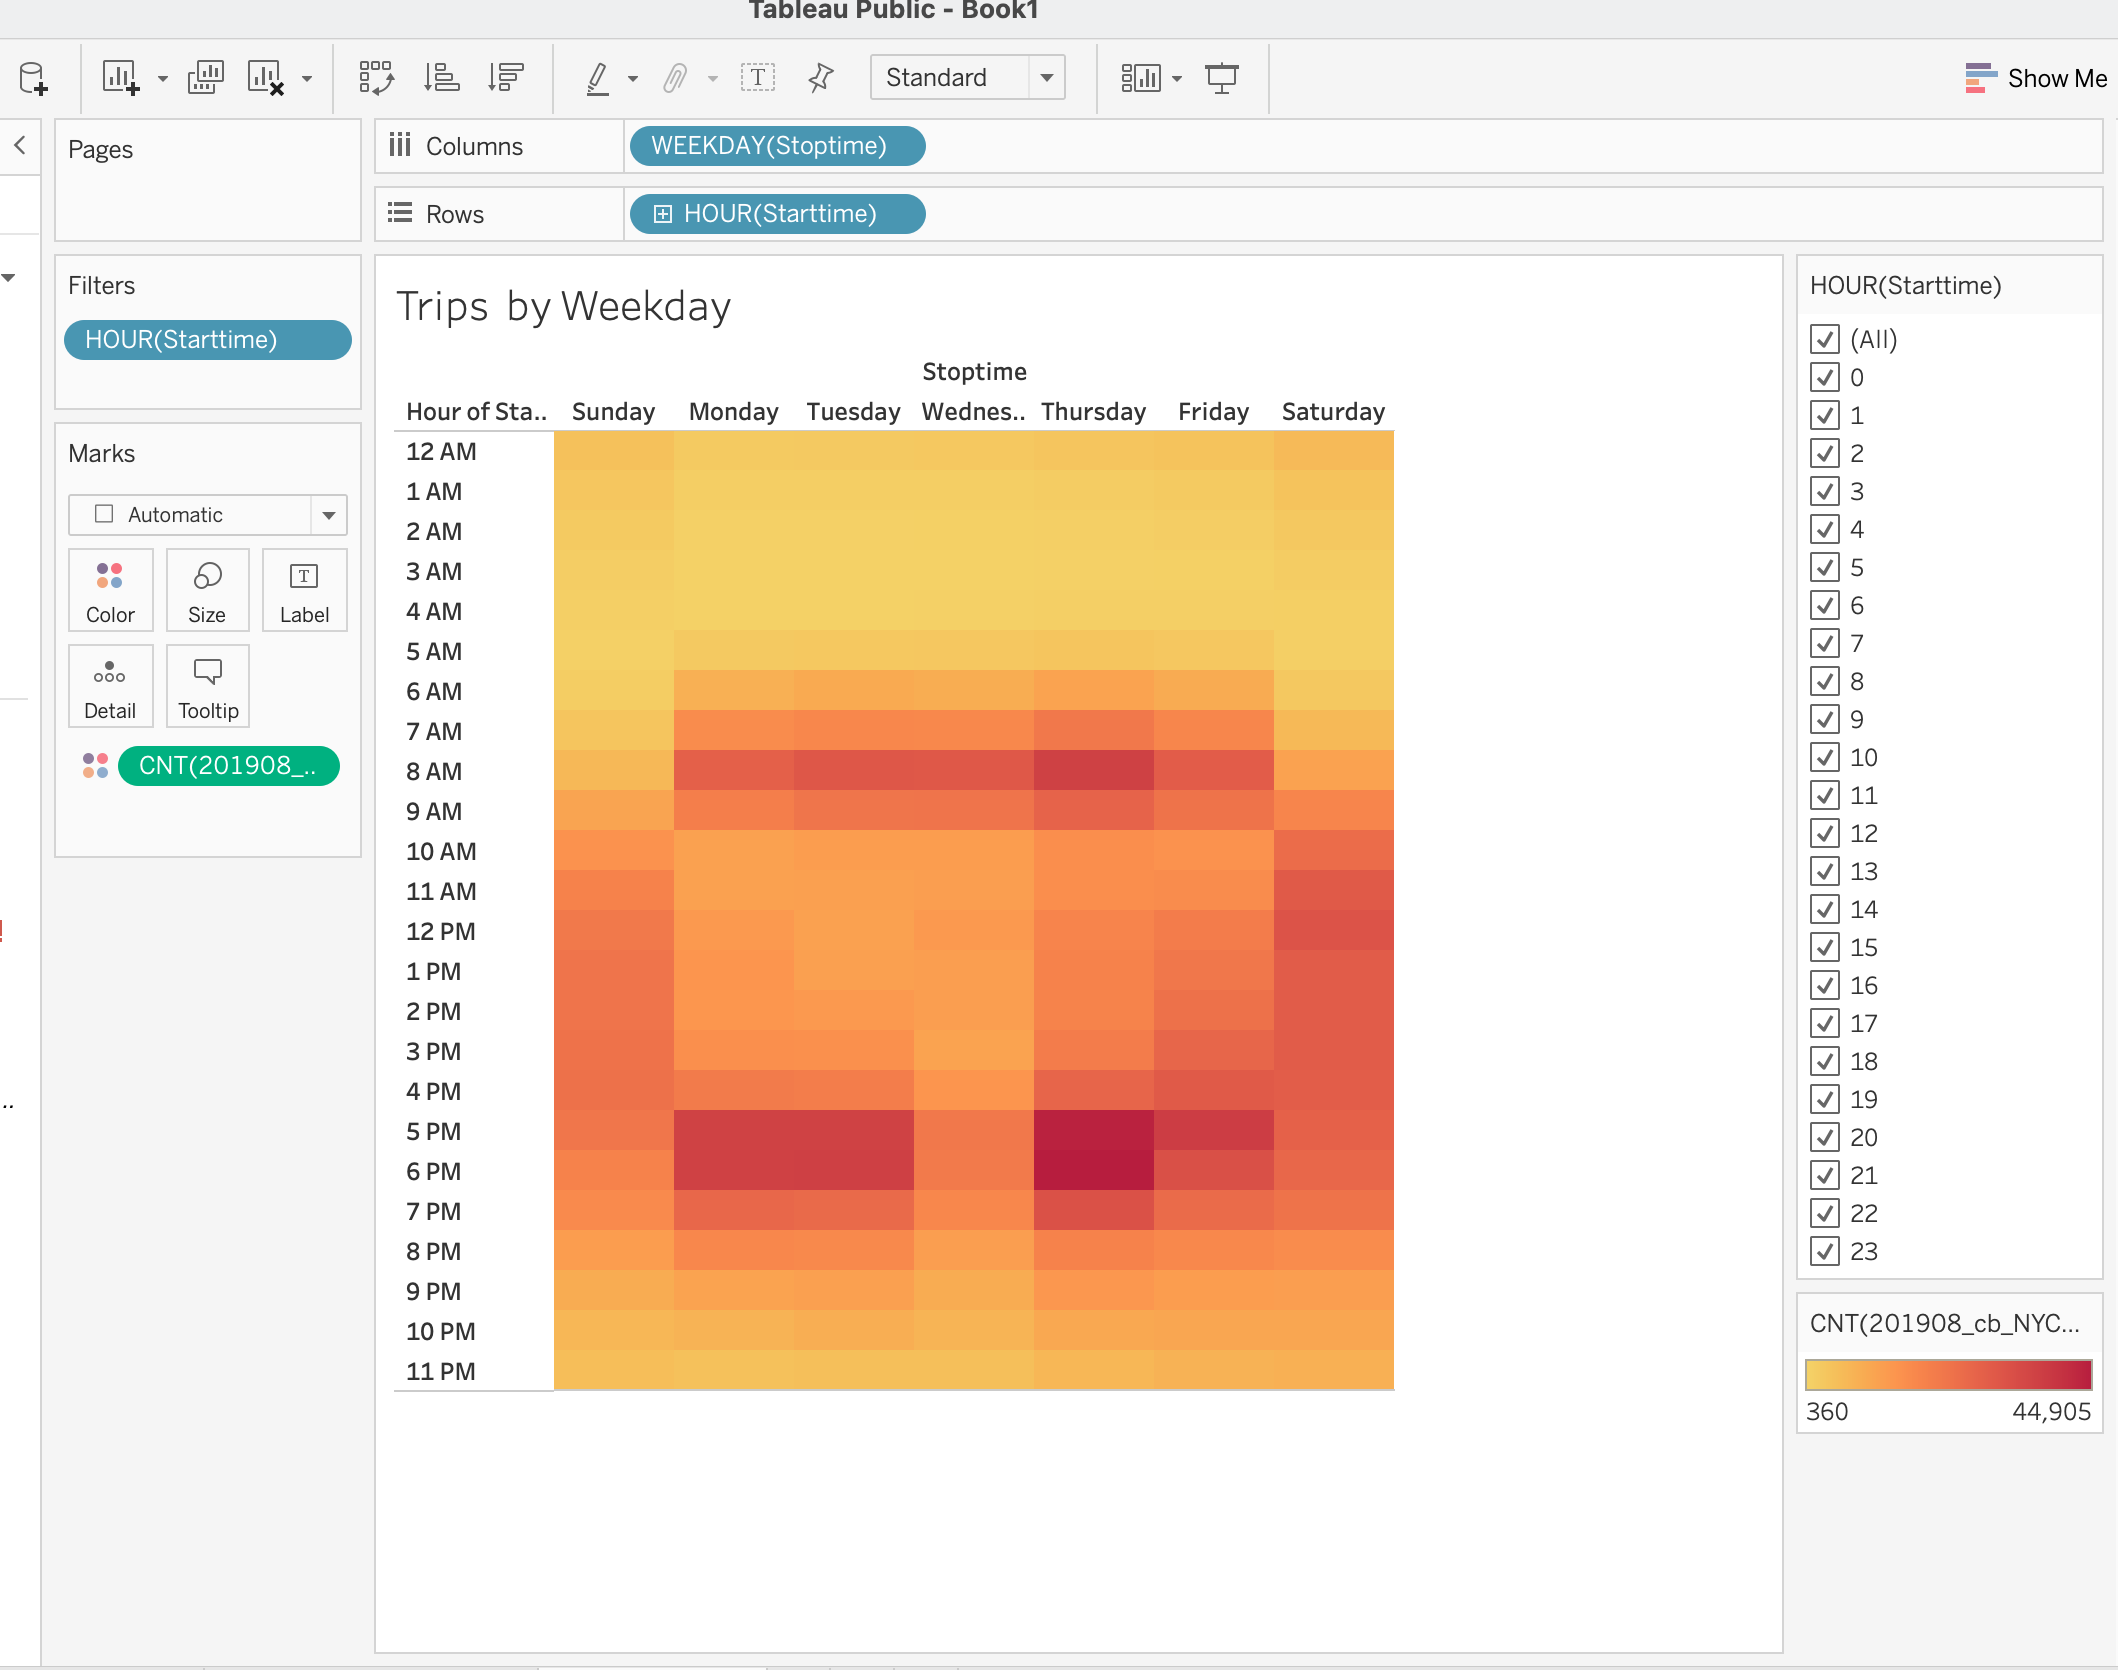 Tableau Public - Book1
Standard
Show Me
Pages
Columns
WEEKDAY(Stoptime)
Rows
HOUR(Starttime)
Filters
HOUR(Starttime)
Marks
Automatic
Color
Size
T
Label
Detail
Tooltip
CNT(201908_..
Trips by Weekday
Stoptime
Hour of Sta.. Sunday Monday Tuesday Wednes.. Thursday Friday Saturday
12 AM
1 AM
2 AM
3 AM
4 AM
5 AM
6 AM
7 AM
8 AM
9 AM
10 AM
11 AM
12 PM
1 PM
2 PM
3 PM
4 PM
5 PM
6 PM
7 PM
8 PM
9 PM
10 PM
11 PM
HOUR(Starttime)
(All)
0
1
2
3
4
5
6
7
8
9
10
11
12
13
14
15
16
17
18
19
20
21
22
23
CNT(201908_cb_NYC...
360 44,905